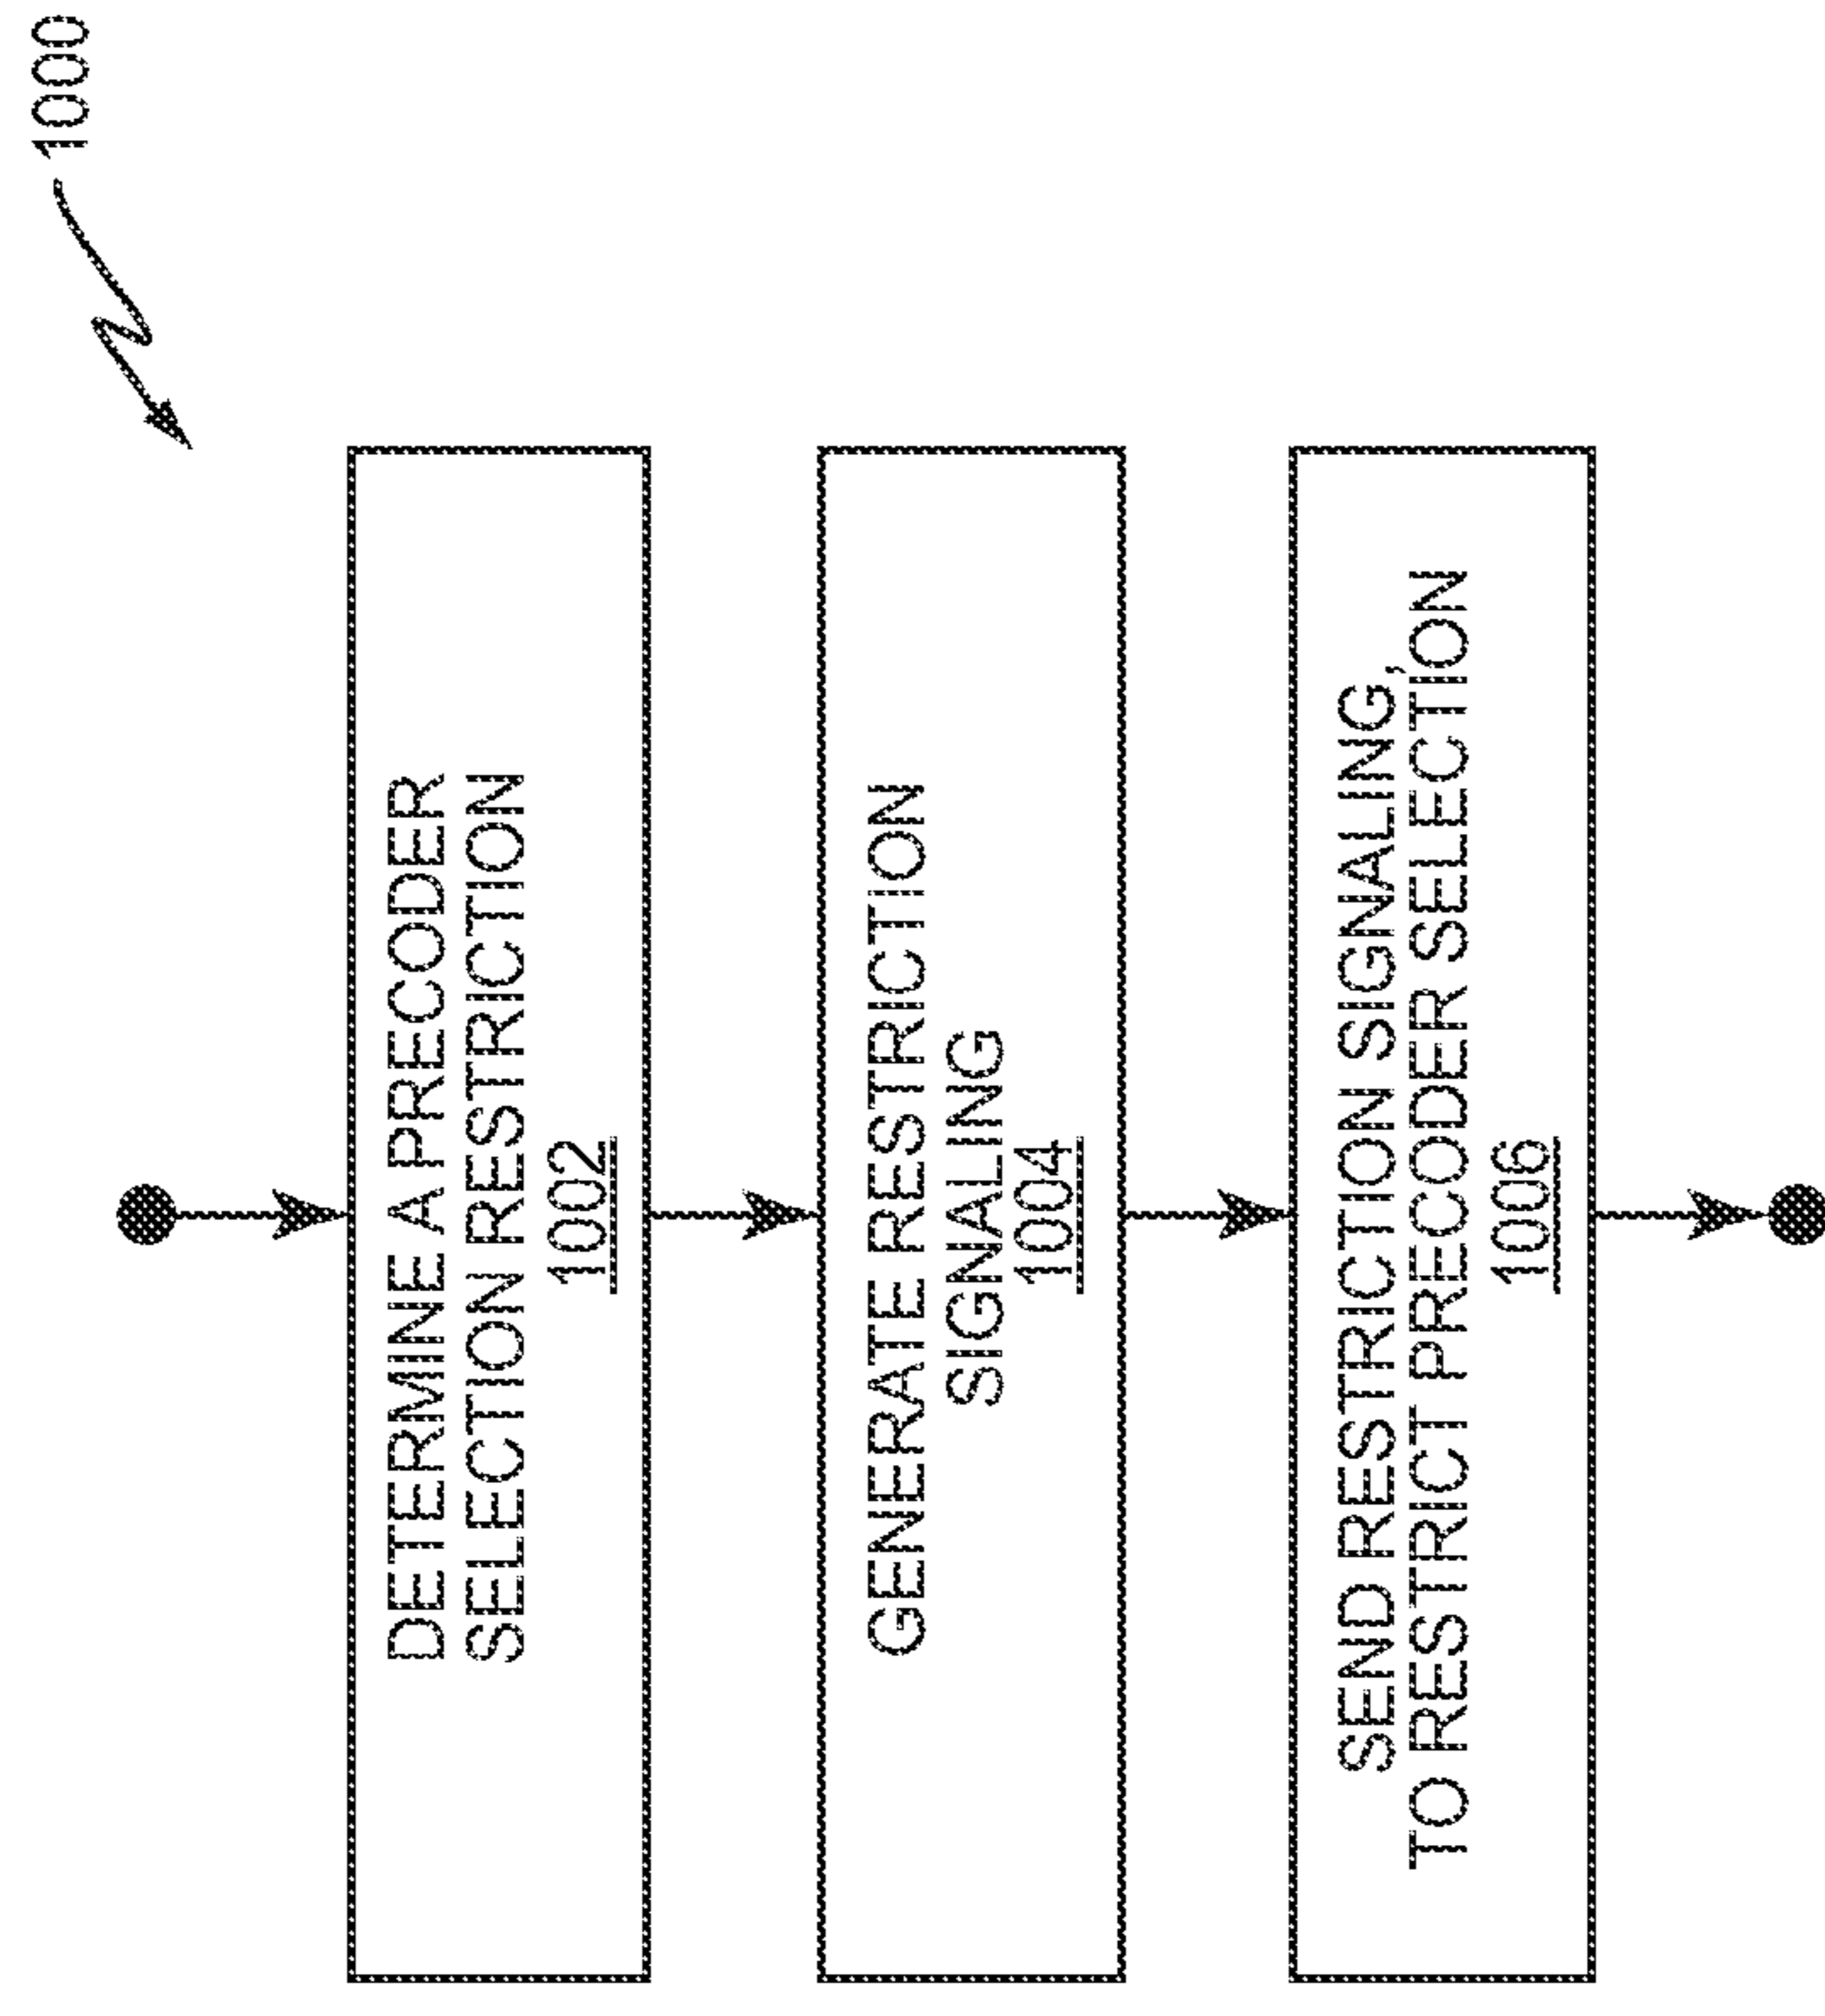 1000
DETERMINE A PRECODER
SELECTION RESTRICTION
1002
GENERATE RESTRICTION
SIGNALING
1004
SEND RESTRICTION SIGNALING,
TO RESTRICT PRECODER SELECTION
1006